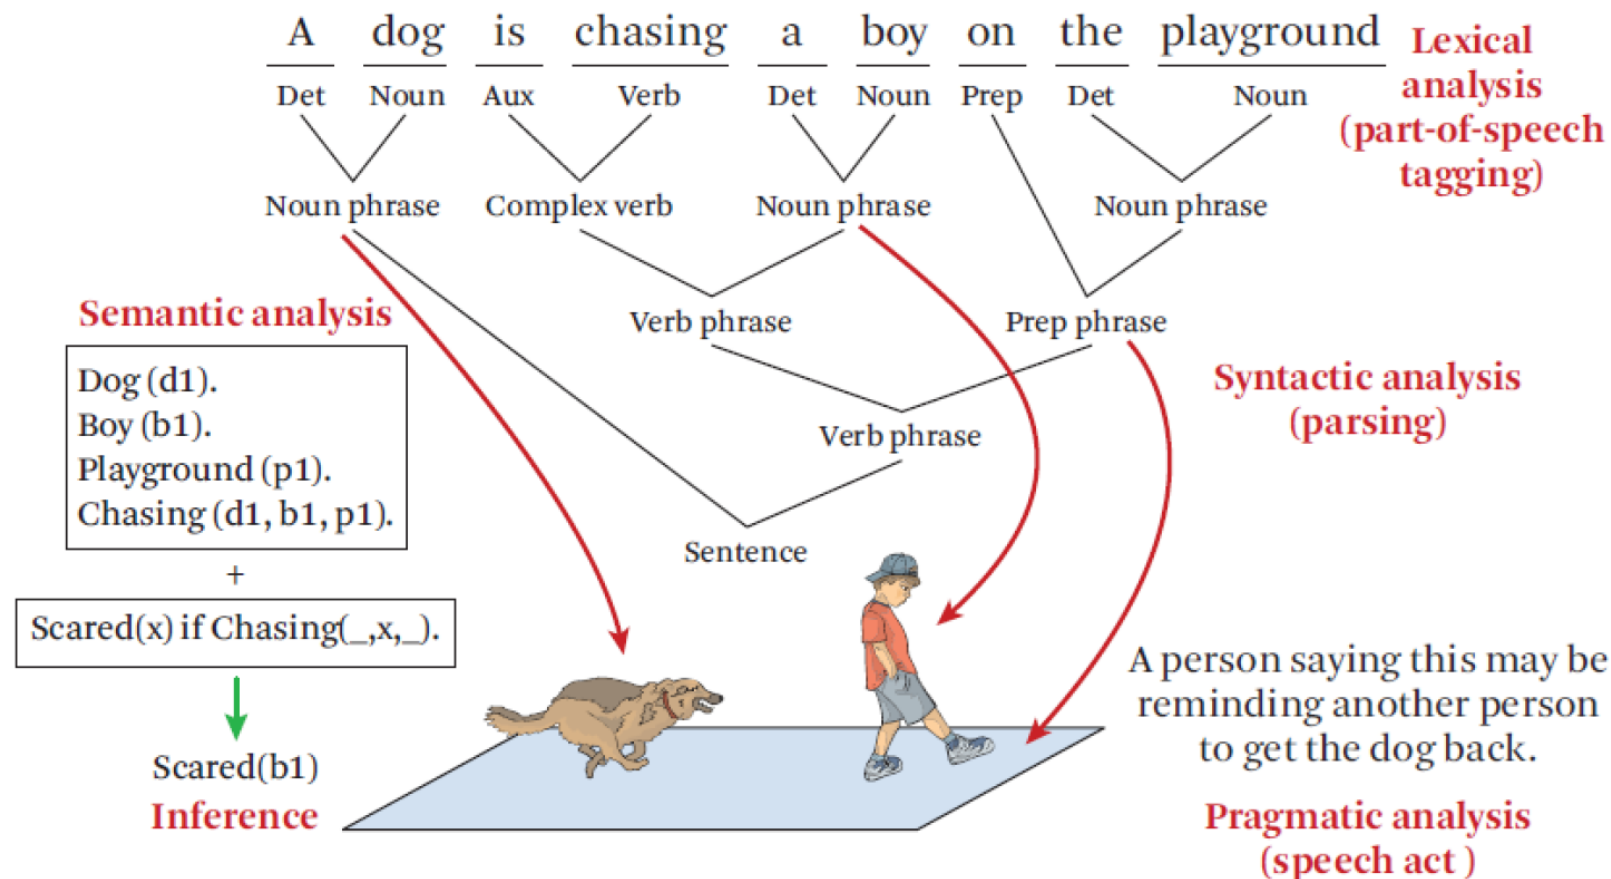 A dog is chasing a boy on the playground
Det Noun Aux Verb Det Noun Prep Det Noun
Lexical
analysis
(part-of-speech
tagging)
Noun phrase Complex verb Noun phrase Noun phrase
Verb phrase Prep phrase
Verb phrase
Sentence
Syntactic analysis
(parsing)
Semantic analysis
Dog (d1).
Boy (b1).
Playground (p1).
Chasing (d1, b1, p1).
+
Scared(x) if Chasing(_,x,_).
Scared(b1)
Inference
A person saying this may be
reminding another person
to get the dog back.
Pragmatic analysis
(speech act )